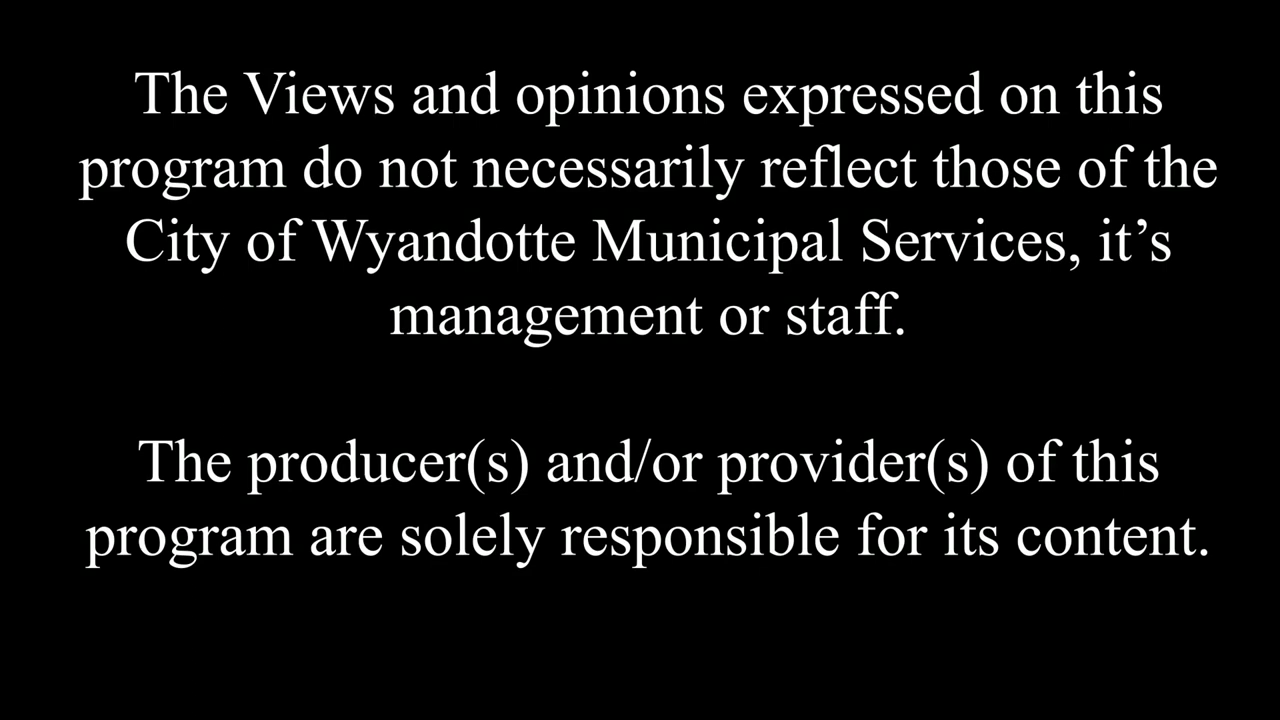 The Views and opinions expressed on this
program do not necessarily reflect those of the
City of Wyandotte Municipal Services, it’s
management or staff.
The producer(s) and/or provider(s) of this
program are solely responsible for its content.